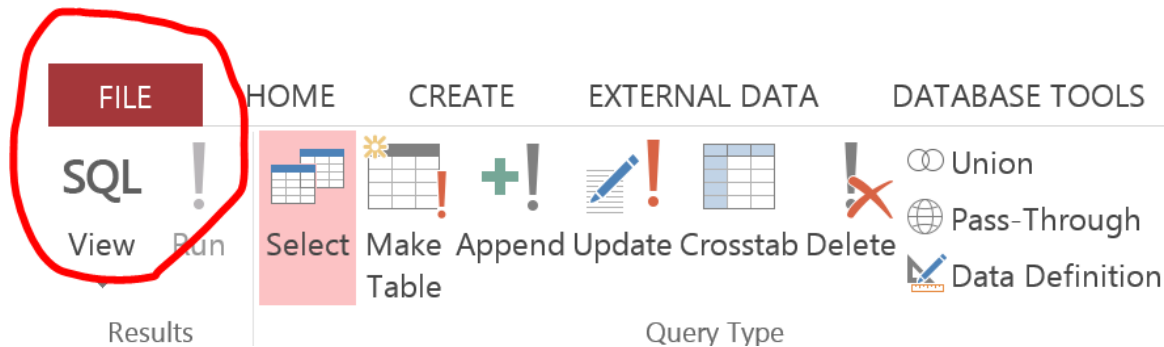 FILE HOME CREATE EXTERNAL DATA DATABASE TOOLS
SQL
View Run Select Make Table Append Update Crosstab Delete
Union
Pass-Through
Data Definition
Results Query Type